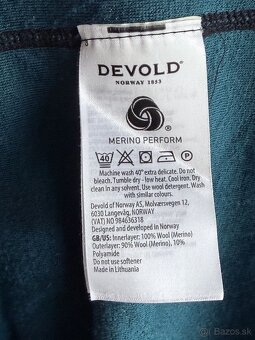 DEVOLD®
NORWAY 1853
MERINO PERFORM
40
P
Machine wash 40° extra delicate. Do not
bleach. Tumble dry - low heat. Cool iron. Dry
clean in any solvent. Use wool detergent. Wash
with similar colours.
Devold of Norway AS, Molværsvegen 12,
6030 Langevåg, NORWAY
(VAT) NO 984636318
Designed and developed in Norway
GB/US: Innerlayer: 100% Wool (Merino)
Outerlayer: 90% Wool (Merino), 10%
Polyamide
Do not use softener
Made in Lithuania
bazos.sk